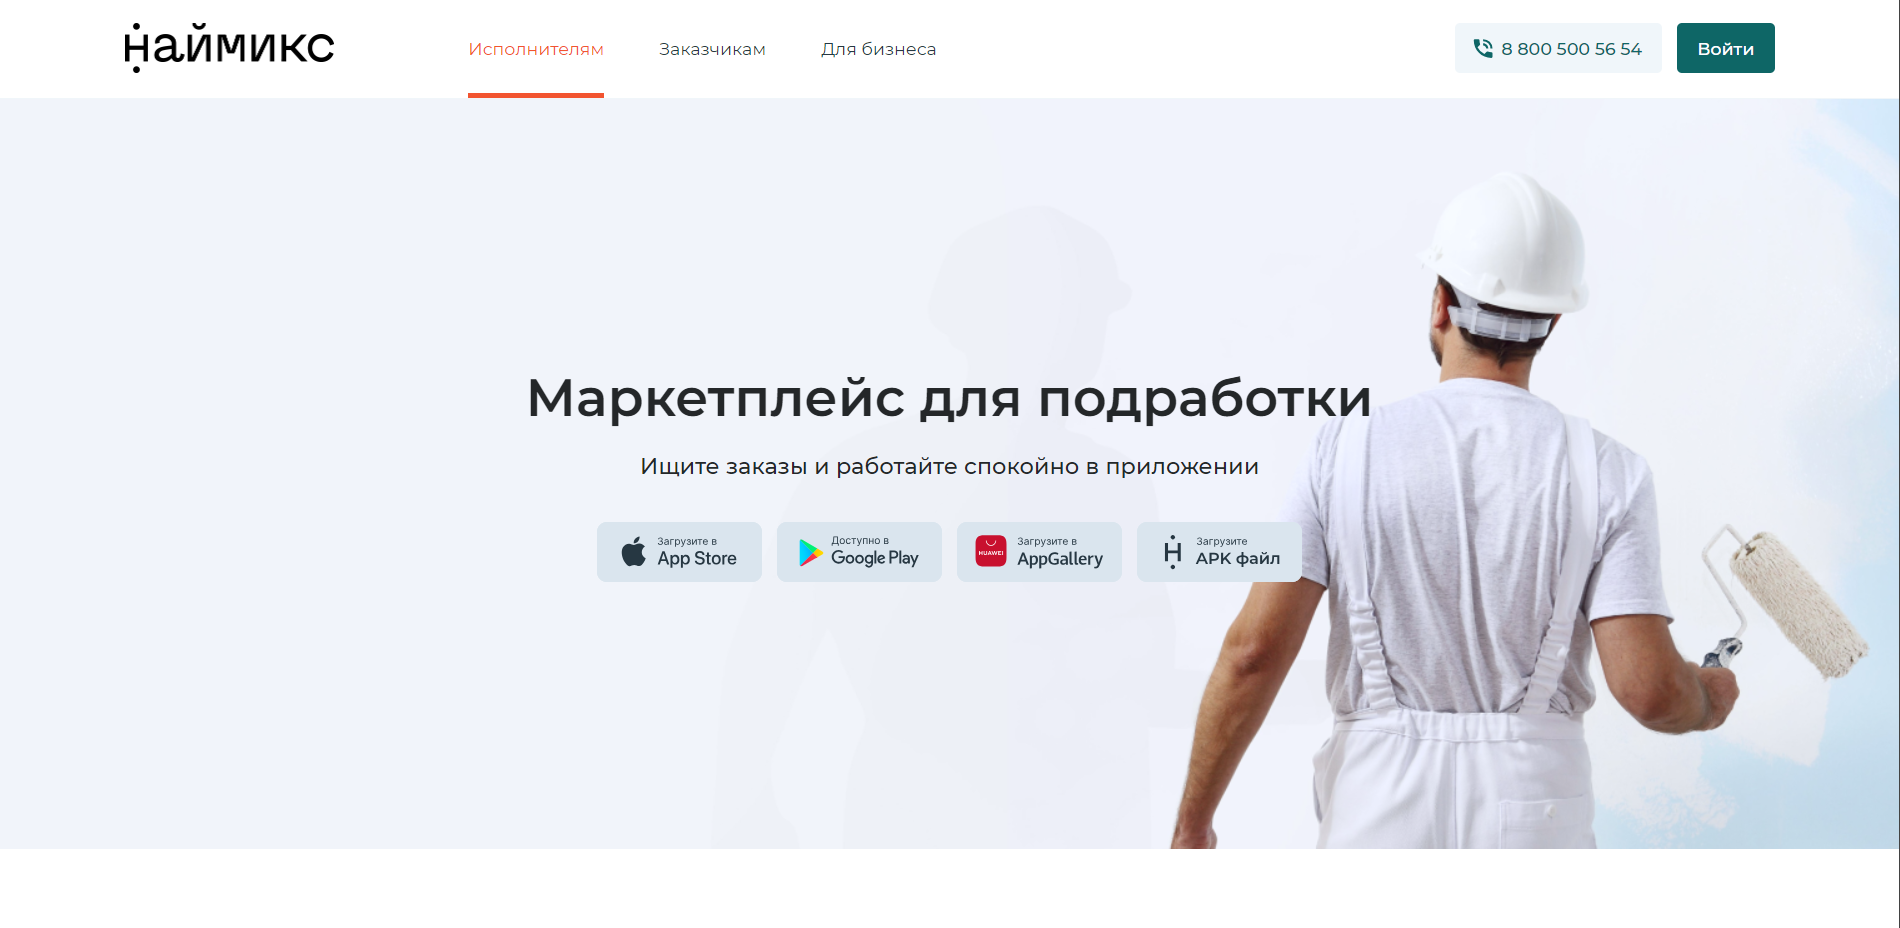 наймикс
Исполнителям
Заказчикам
Для бизнеса
8 800 500 56 54
Войти
Маркетплейс для подработки
Ищите заказы и работайте спокойно в приложении
Загрузите в
App Store
Доступно в
Google Play
HUAWEI
Загрузите в
AppGallery
Загрузите
APK файл